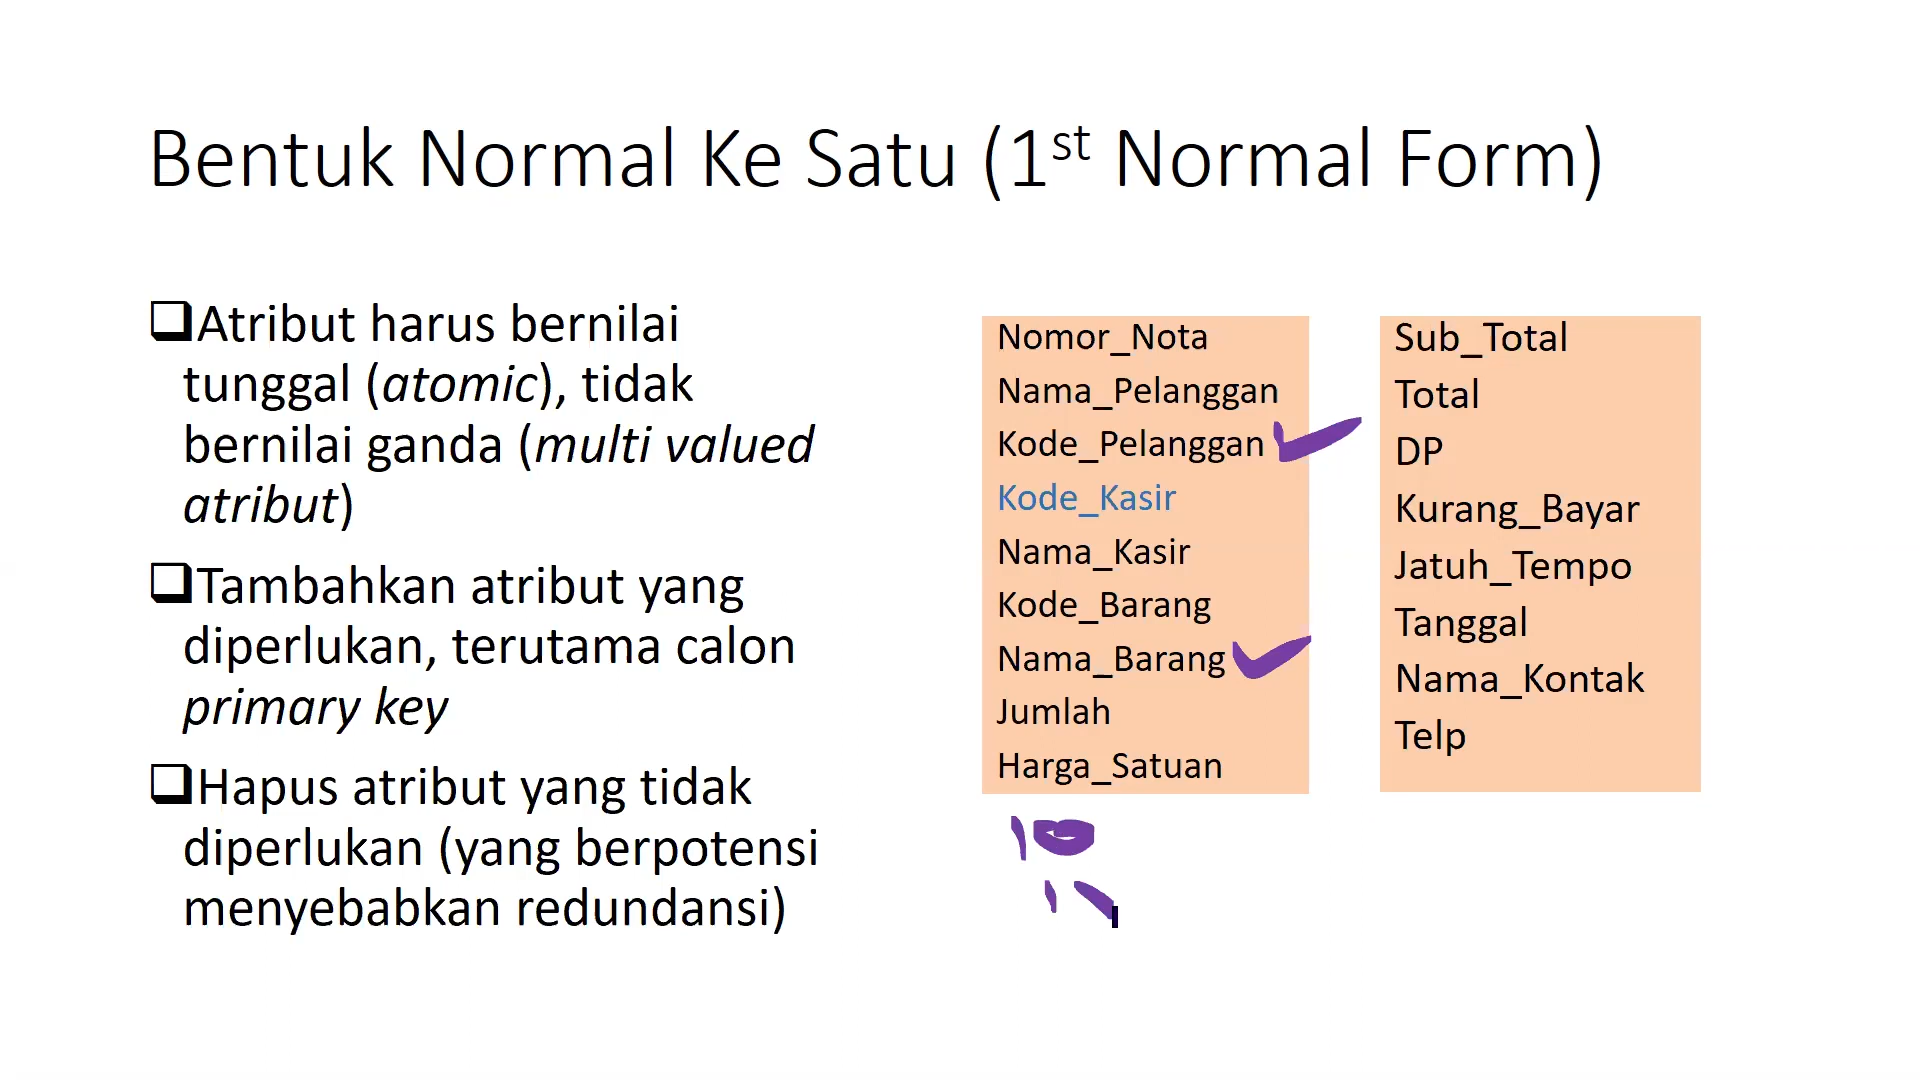 Bentuk Normal Ke Satu (1st Normal Form)
❑Atribut harus bernilai
tunggal (atomic), tidak
bernilai ganda (multi valued
atribut)
❑Tambahkan atribut yang
diperlukan, terutama calon
primary key
❑Hapus atribut yang tidak
diperlukan (yang berpotensi
menyebabkan redundansi)
Nomor_Nota
Nama_Pelanggan
Kode_Pelanggan
Kode_Kasir
Nama_Kasir
Kode_Barang
Nama_Barang
Jumlah
Harga_Satuan
Sub_Total
Total
DP
Kurang_Bayar
Jatuh_Tempo
Tanggal
Nama_Kontak
Telp